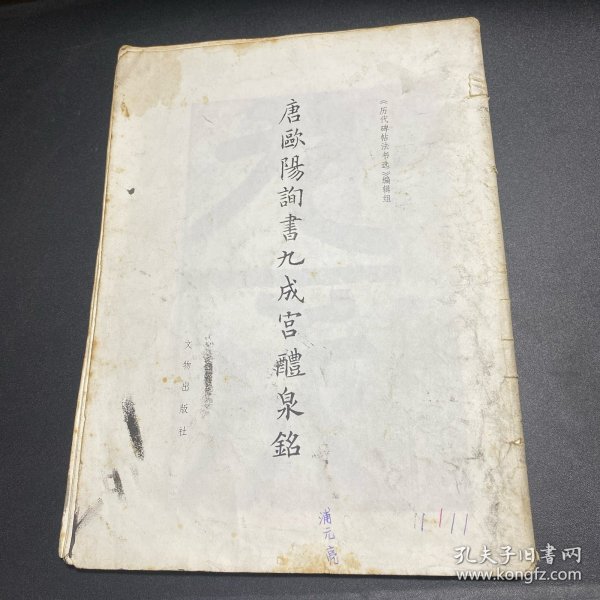 《历代碑帖法书选》编辑组
唐歐陽詢書九成宮醴泉銘
文物出版社
浦元高
孔夫子旧书网
www.kongfz.com